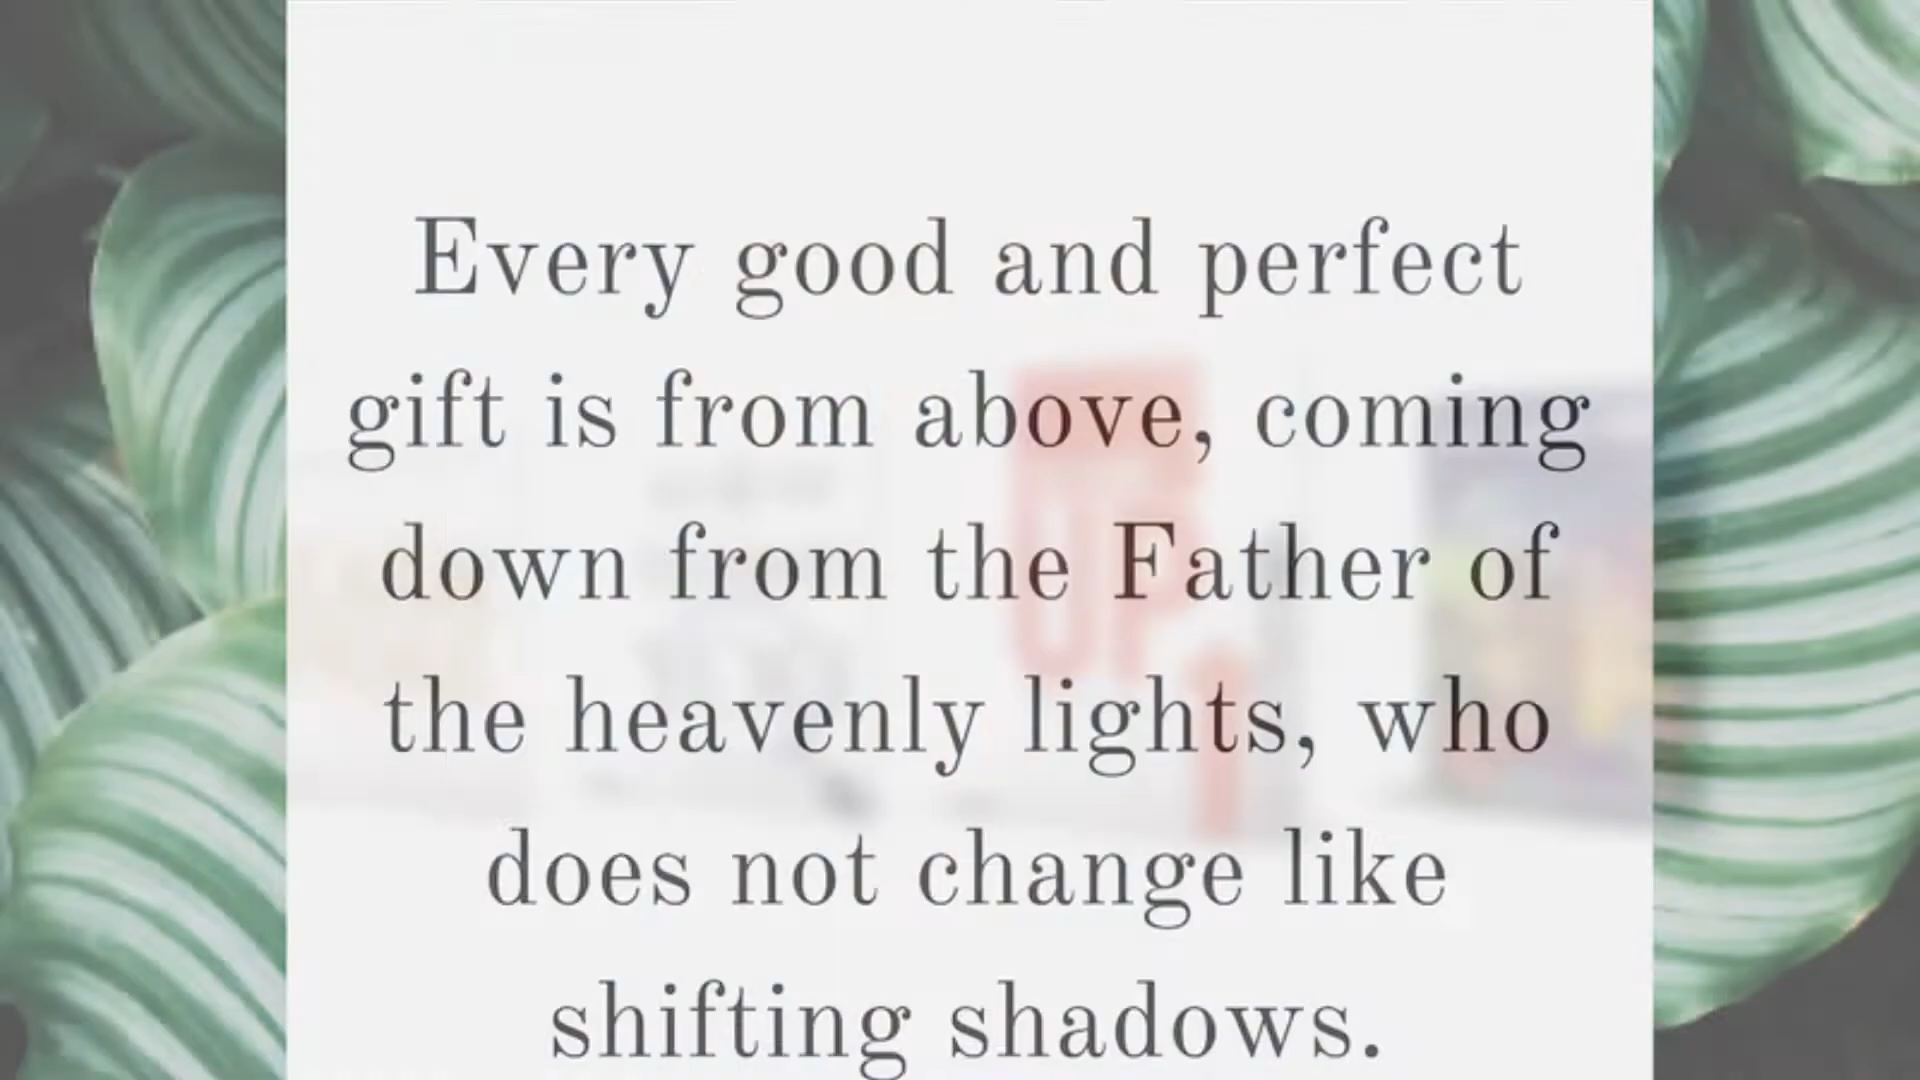 Every good and perfect
gift is from above, coming
down from the Father of
the heavenly lights, who
does not change like
shifting shadows.